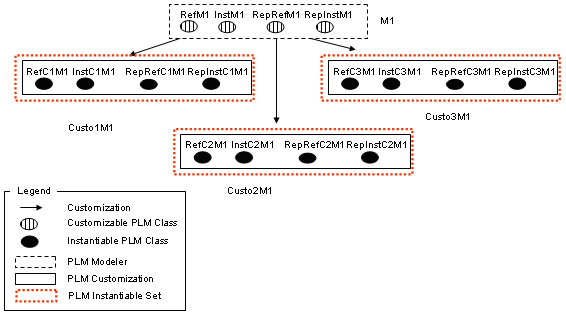 RefM1 InstM1 RepRefM1 RepInstM1
M1
RefC1M1 InstC1M1 RepRefC1M1 RepInstC1M1
RefC3M1 InstC3M1 RepRefC3M1 RepInstC3M1
Custo1M1
Custo3M1
RefC2M1 InstC2M1 RepRefC2M1 RepInstC2M1
Custo2M1
Legend
Customization
Customizable PLM Class
Instantiable PLM Class
PLM Modeler
PLM Customization
PLM Instantiable Set